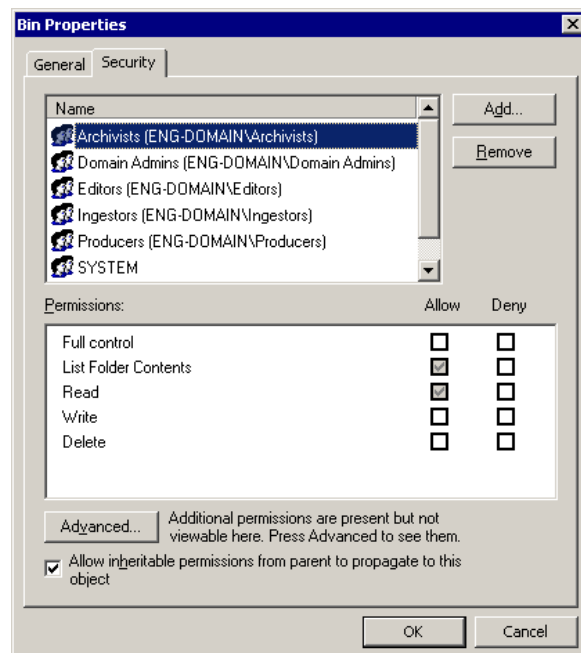 Bin Properties
General Security
Name
Archivists (ENG-DOMAIN\Archivists)
Domain Admins (ENG-DOMAIN\Domain Admins)
Editors (ENG-DOMAIN\Editors)
Ingestors (ENG-DOMAIN\Ingestors)
Producers (ENG-DOMAIN\Producers)
SYSTEM
Add...
Remove
Permissions: Allow Deny
Full control
List Folder Contents
Read
Write
Delete
Advanced...
Additional permissions are present but not
viewable here. Press Advanced to see them.
Allow inheritable permissions from parent to propagate to this
object
OK Cancel